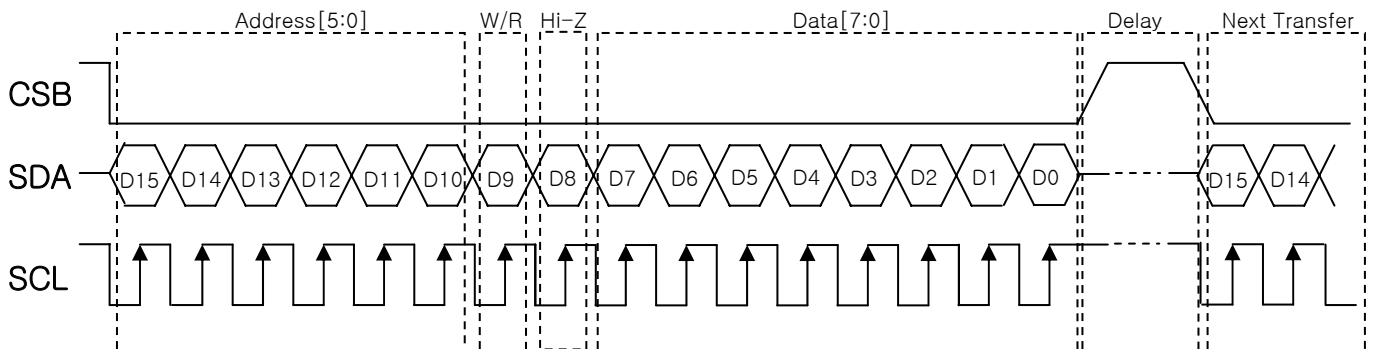 Address[5:0] W/R Hi-Z Data[7:0] Delay Next Transfer
CSB
SDA D15 D14 D13 D12 D11 D10 D9 D8 D7 D6 D5 D4 D3 D2 D1 D0 D15 D14
SCL